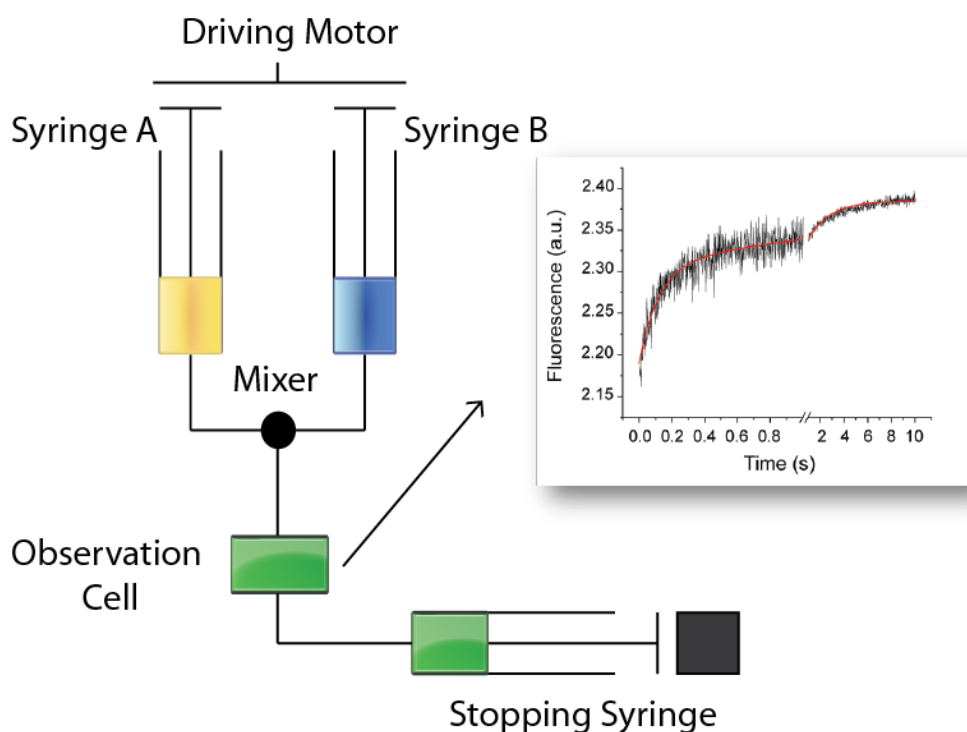 Driving Motor
Syringe A
Syringe B
Mixer
Observation
Cell
Stopping Syringe
Fluorescence (a.u.)
2.40
2.35
2.30
2.25
2.20
2.15
0.0 0.2 0.4 0.6 0.8 2 4 6 8 10
Time (s)